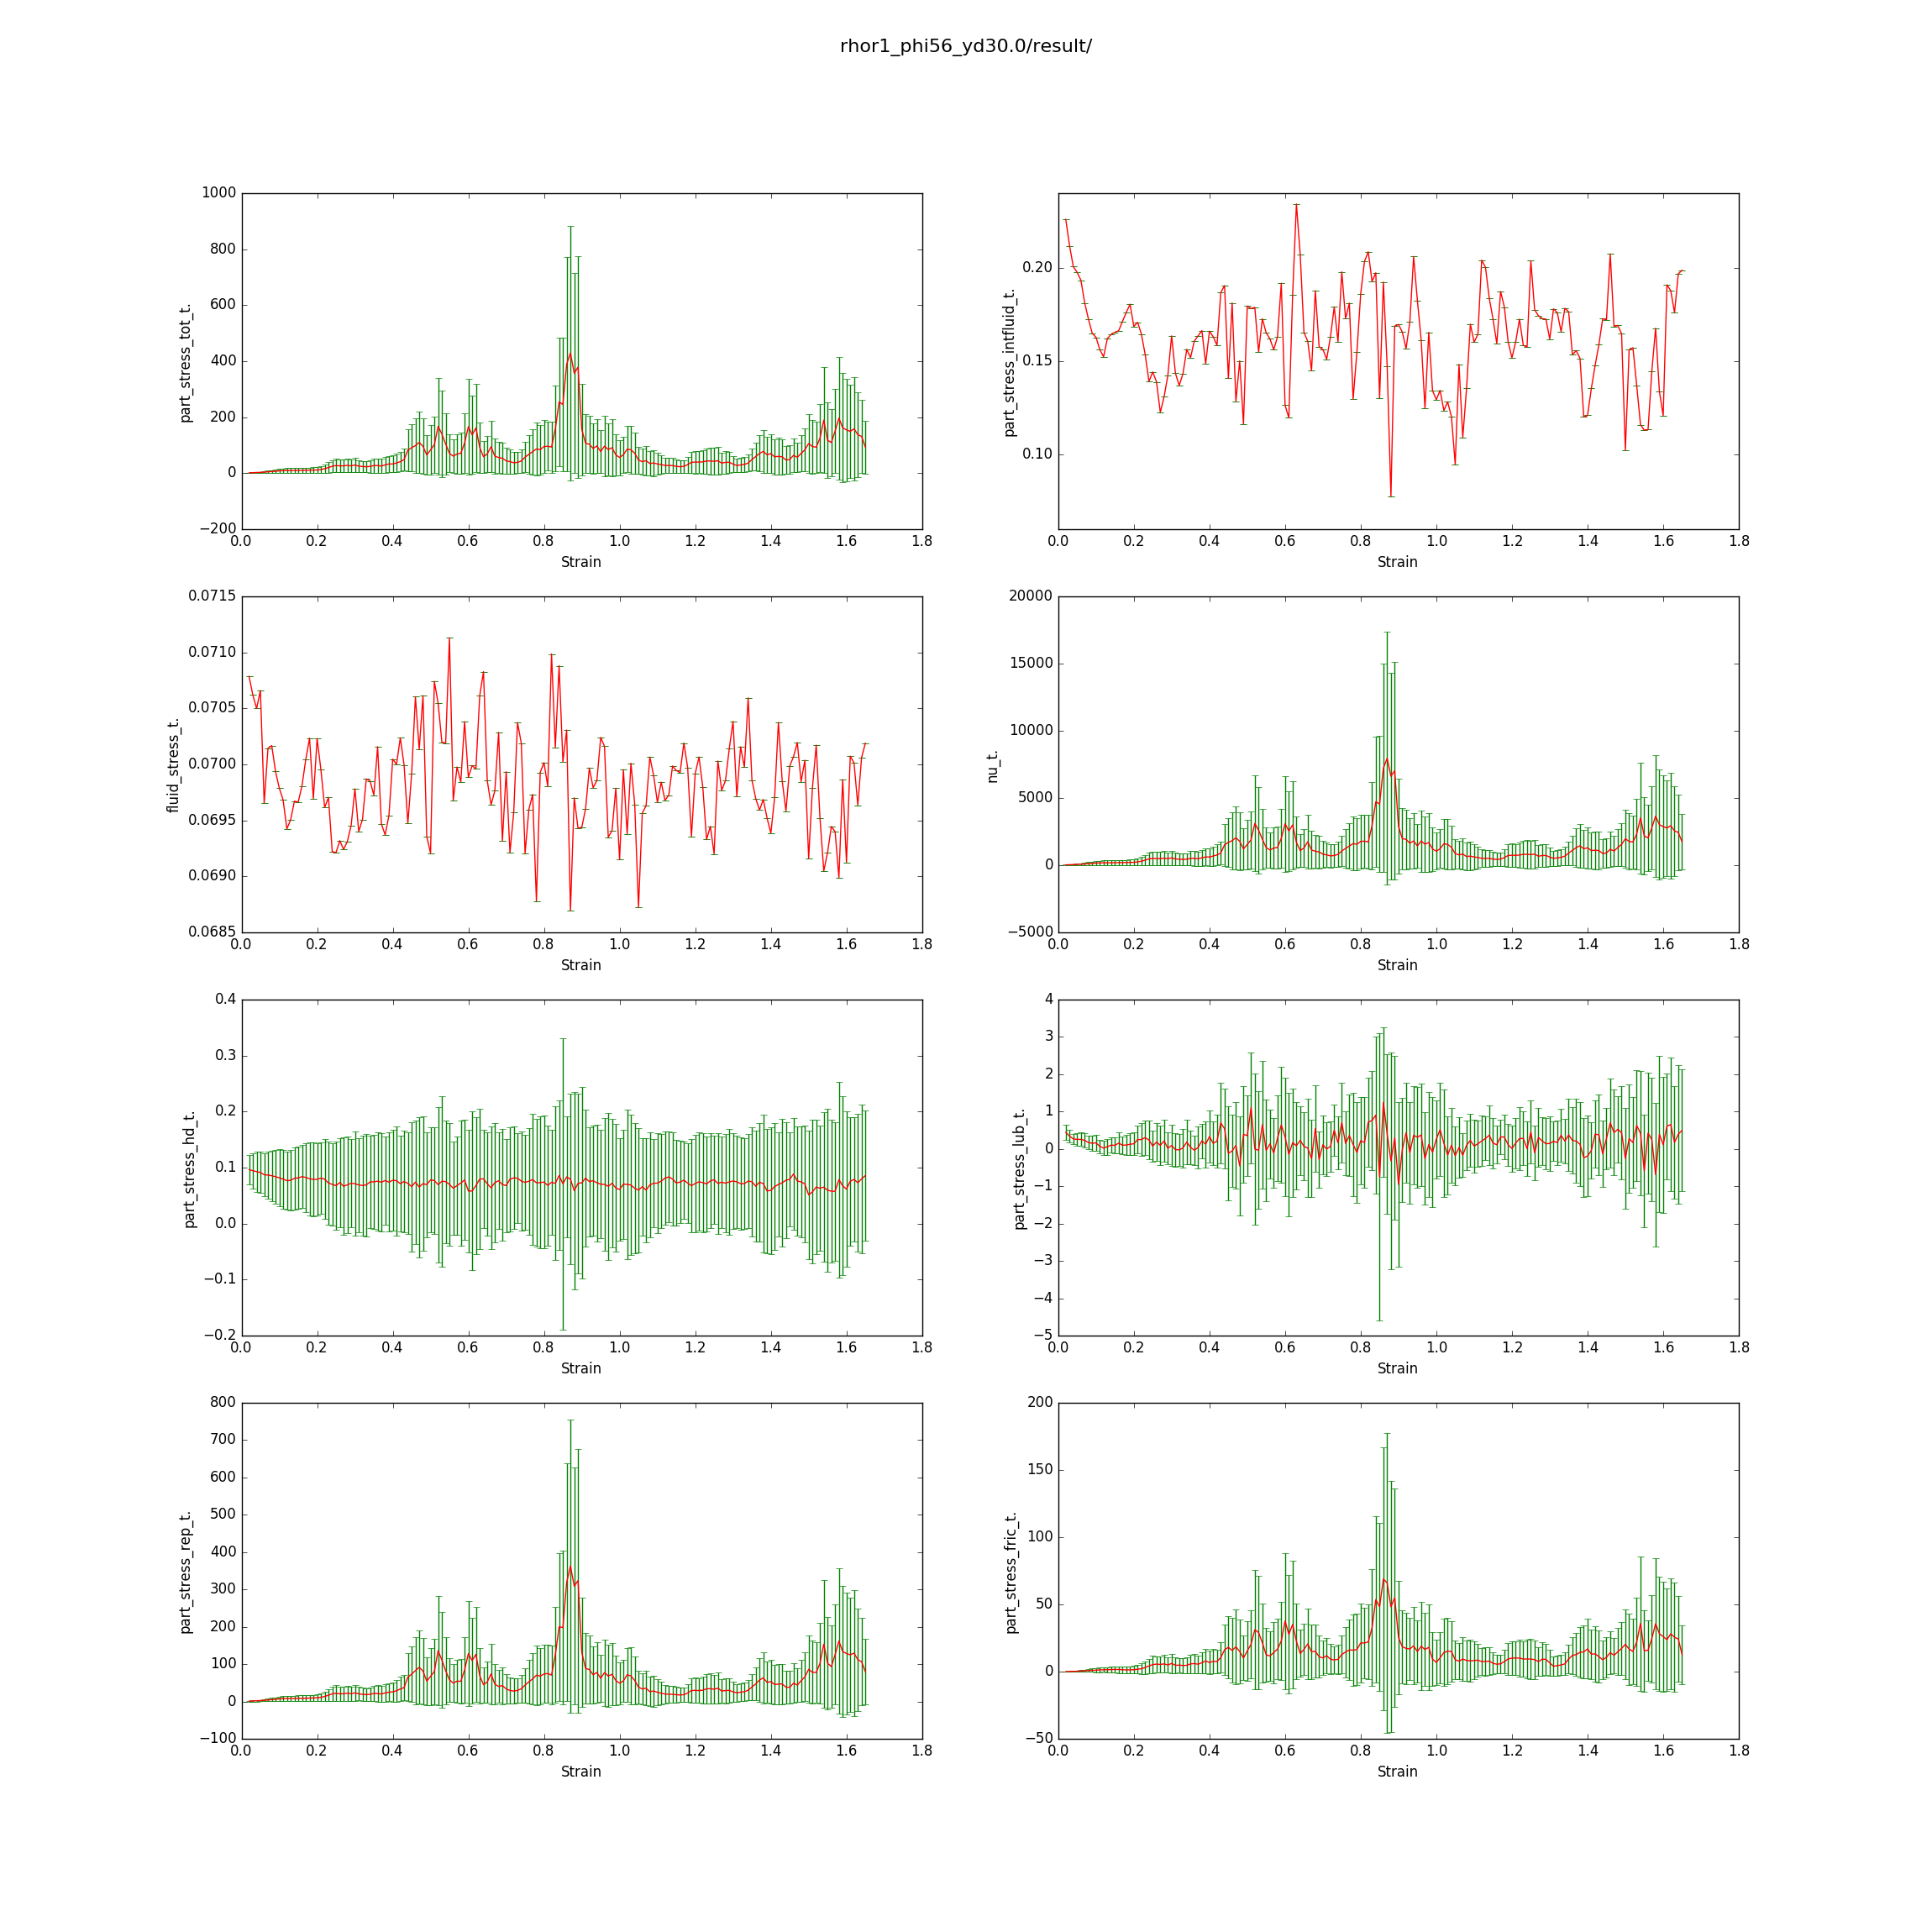 rhor1_phi56_yd30.0/result/
1000
800
600
400
200
0
−200
part_stress_tot_t.
0.0 0.2 0.4 0.6 0.8 1.0 1.2 1.4 1.6 1.8
Strain
0.20
0.15
0.10
part_stress_intfluid_t.
0.0 0.2 0.4 0.6 0.8 1.0 1.2 1.4 1.6 1.8
Strain
0.0715
0.0710
0.0705
0.0700
0.0695
0.0690
0.0685
fluid_stress_t.
0.0 0.2 0.4 0.6 0.8 1.0 1.2 1.4 1.6 1.8
Strain
20000
15000
10000
5000
0
−5000
nu_t.
0.0 0.2 0.4 0.6 0.8 1.0 1.2 1.4 1.6 1.8
Strain
0.4
0.3
0.2
0.1
0.0
−0.1
−0.2
part_stress_hd_t.
0.0 0.2 0.4 0.6 0.8 1.0 1.2 1.4 1.6 1.8
Strain
4
3
2
1
0
−1
−2
−3
−4
−5
part_stress_lub_t.
0.0 0.2 0.4 0.6 0.8 1.0 1.2 1.4 1.6 1.8
Strain
800
700
600
500
400
300
200
100
0
−100
part_stress_rep_t.
0.0 0.2 0.4 0.6 0.8 1.0 1.2 1.4 1.6 1.8
Strain
200
150
100
50
0
−50
part_stress_fric_t.
0.0 0.2 0.4 0.6 0.8 1.0 1.2 1.4 1.6 1.8
Strain